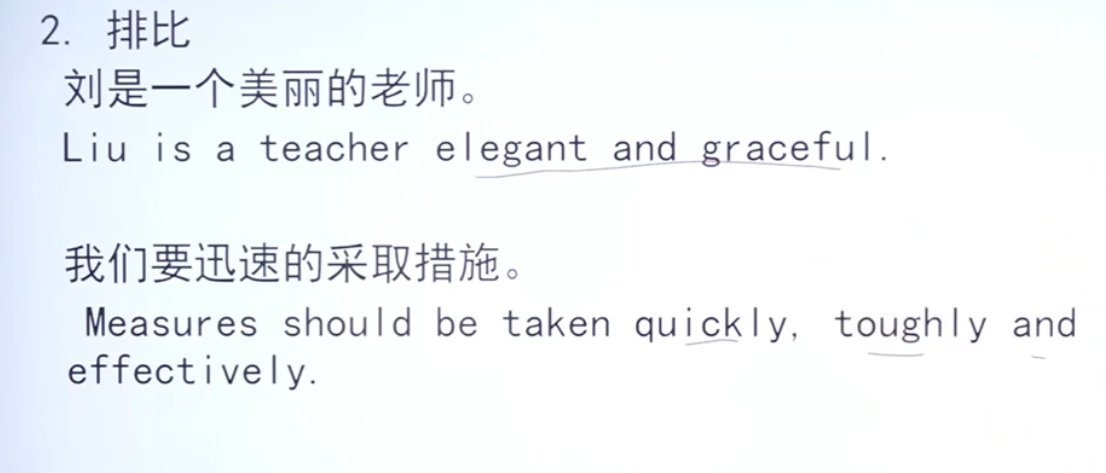 2. 排比
刘是一个美丽的老师。
Liu is a teacher elegant and graceful.
我们要迅速的采取措施。
Measures should be taken quickly, toughly and
effectively.